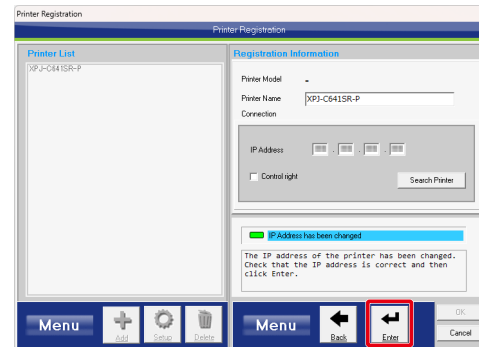 Printer Registration
Printer Registration
Printer List
XPJ-C641SR-P
Registration Information
Printer Model -
Printer Name XPJ-C641SR-P
Connection
IP Address
Control right
Search Printer
IP Address has been changed
The IP address of the printer has been changed.
Check that the IP address is correct and then
click Enter.
Menu
Add
Setup
Delete
Menu
Back
Enter
OK
Cancel